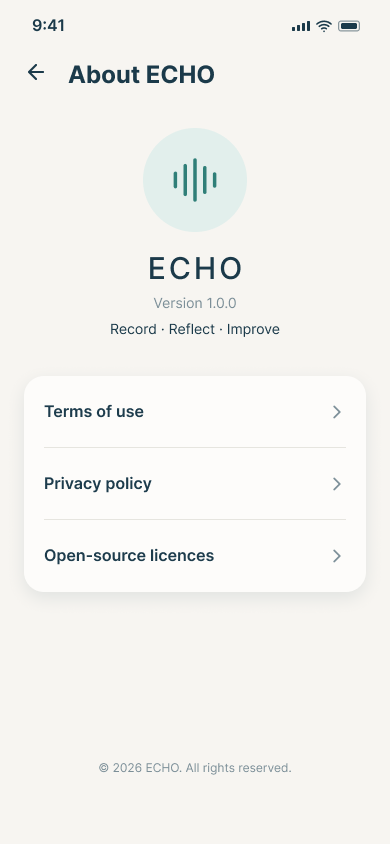 9:41
About ECHO
ECHO
Version 1.0.0
Record · Reflect · Improve
Terms of use
Privacy policy
Open-source licences
© 2026 ECHO. All rights reserved.